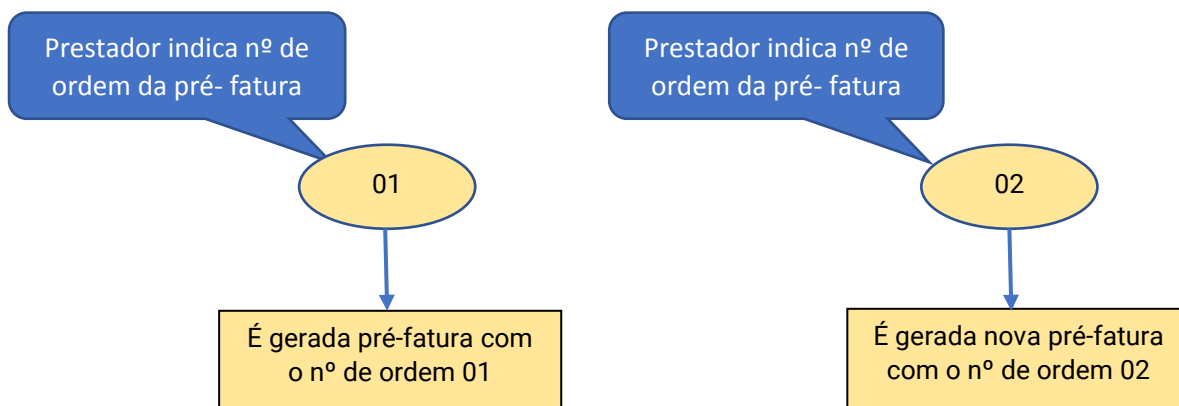 Prestador indica nº de
ordem da pré- fatura
01
É gerada pré-fatura com
o nº de ordem 01
Prestador indica nº de
ordem da pré- fatura
02
É gerada nova pré-fatura
com o nº de ordem 02